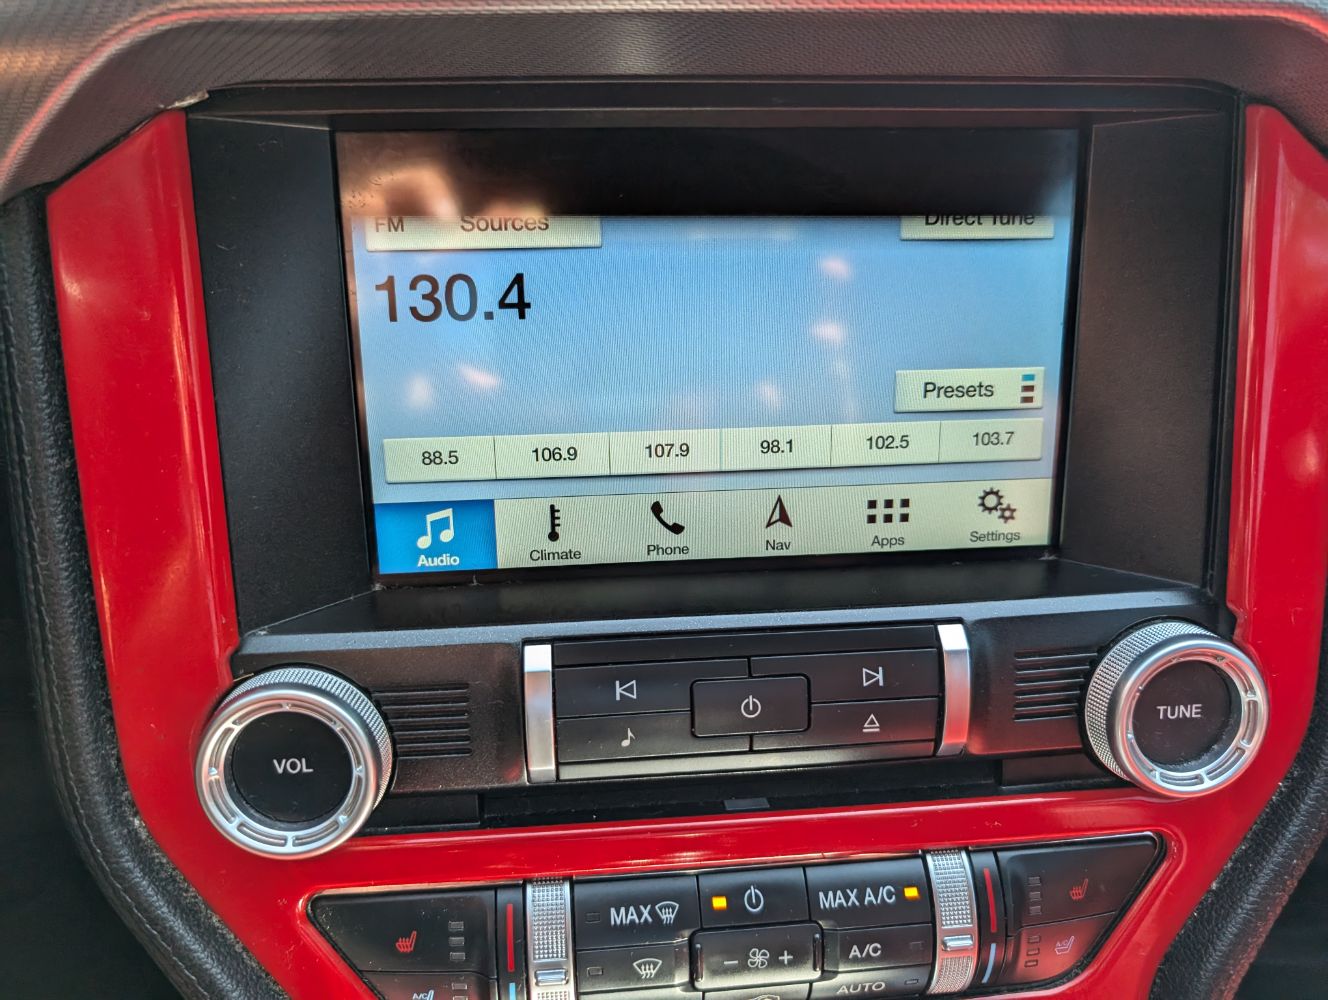 FM Sources Direct Tune
130.4
Presets
88.5 106.9 107.9 98.1 102.5 103.7
Audio Climate Phone Nav Apps Settings
VOL TUNE
MAX MAX A/C
A/C
A/C AUTO A/C